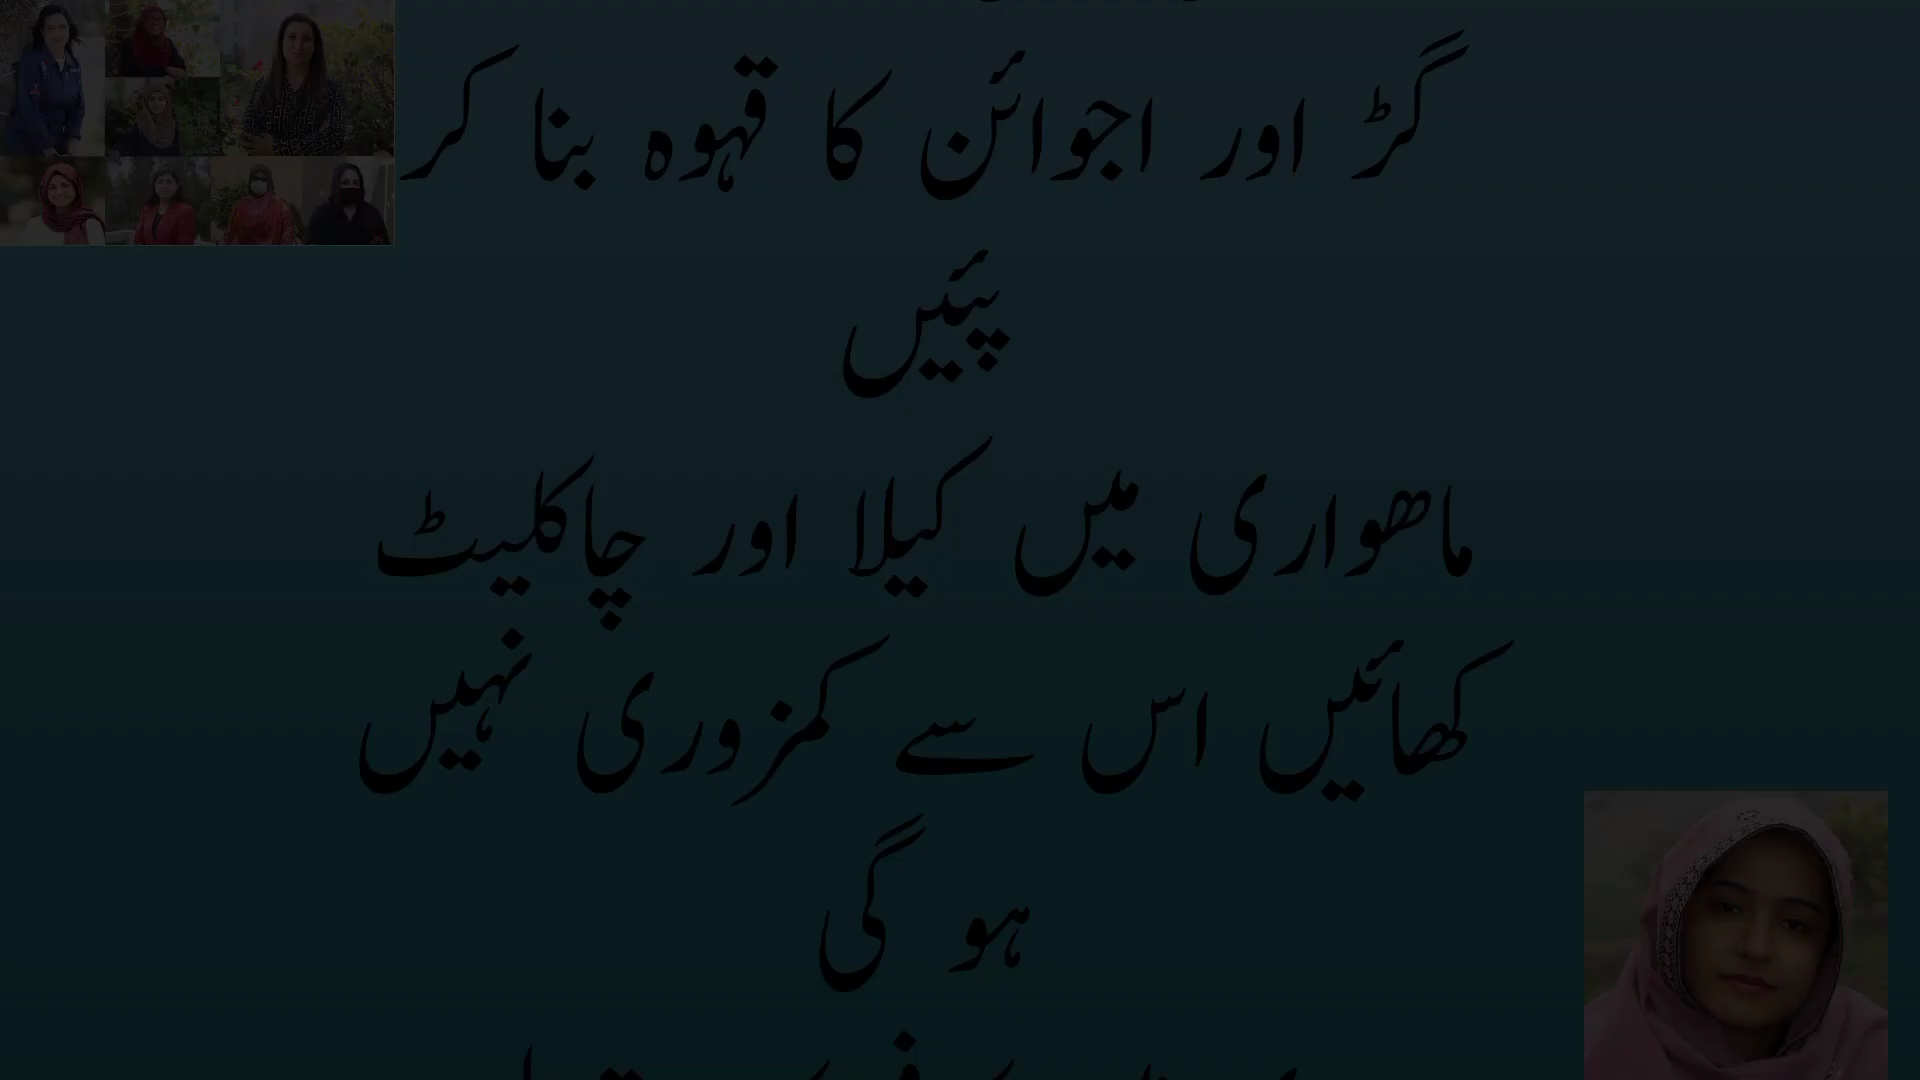 گڑ اور اجوائن کا قہوہ بنا کر
پئیں
ماھواری میں کیلا اور چاکلیٹ
کھائیں اس سے کمزوری نہیں
ہو گی